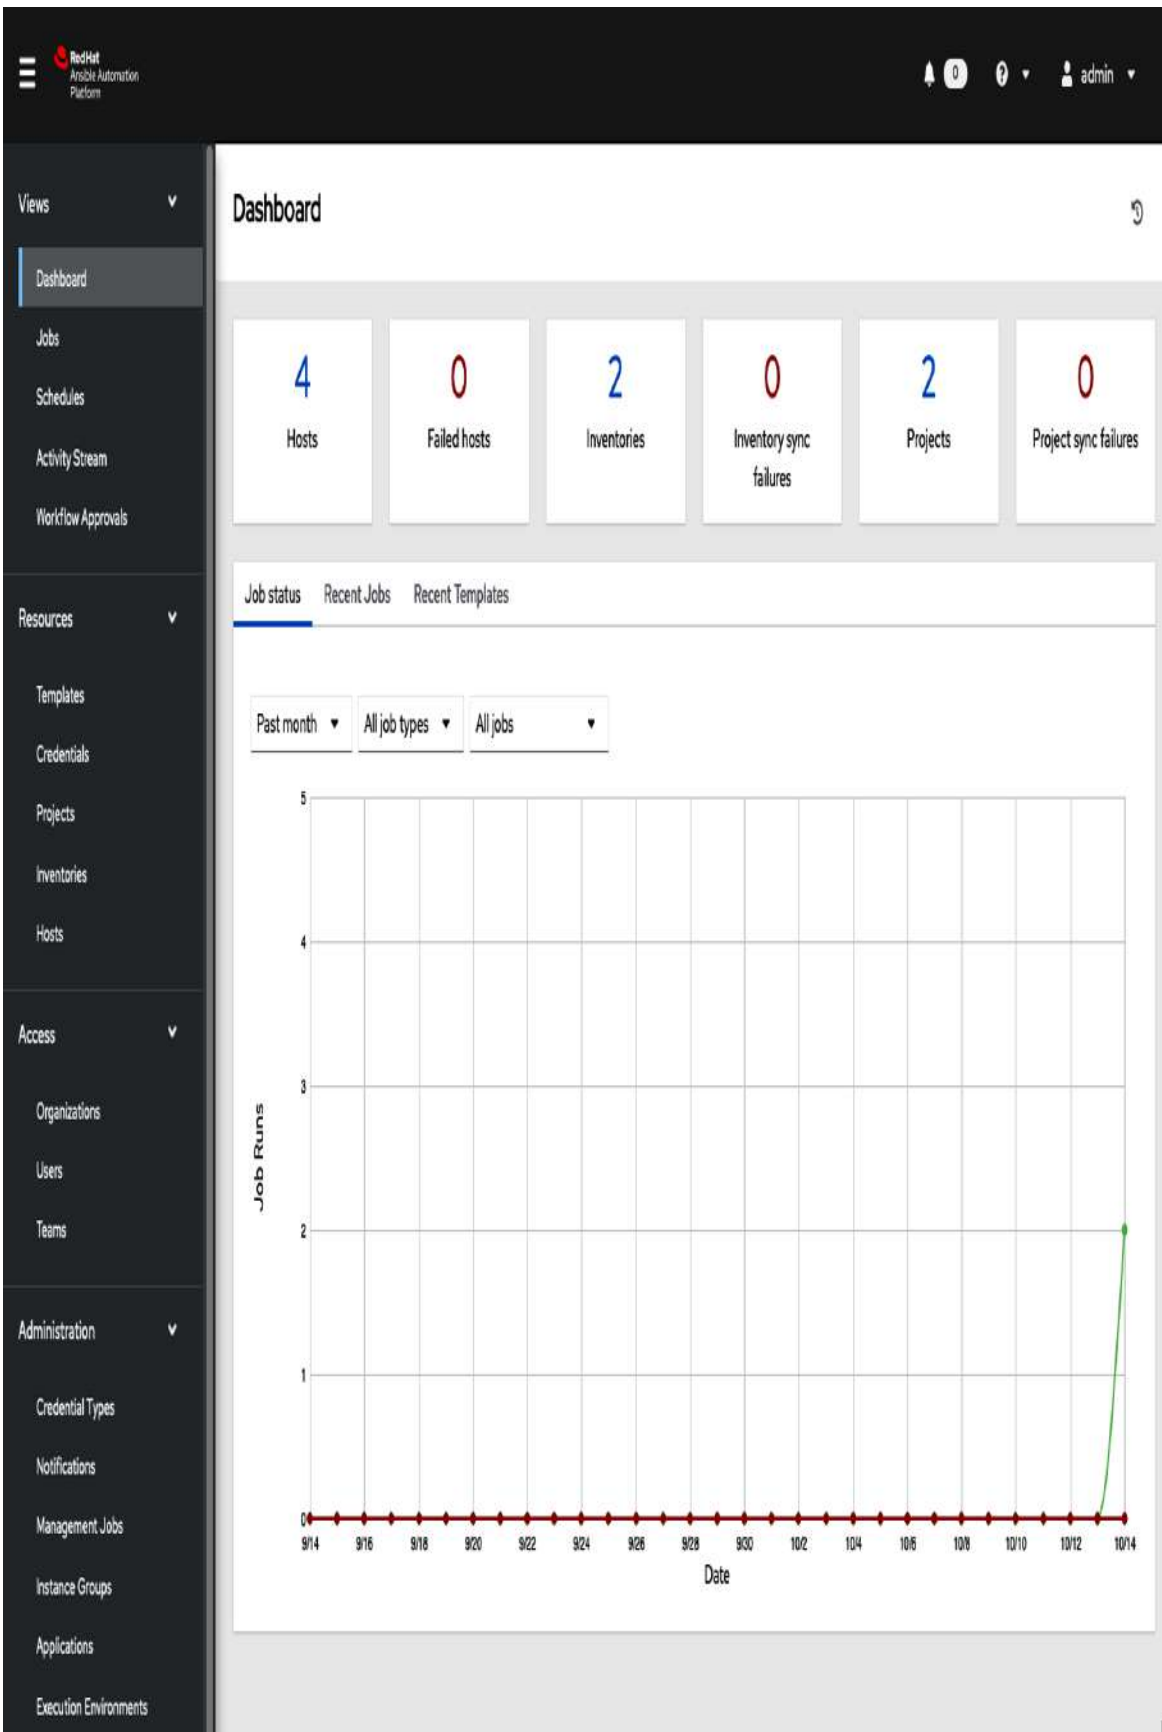 RedHat
Ansible Automation
Platform
0
admin
Views
Dashboard
Jobs
Schedules
Activity Stream
Workflow Approvals
Resources
Templates
Credentials
Projects
Inventories
Hosts
Access
Organizations
Users
Teams
Administration
Credential Types
Notifications
Management Jobs
Instance Groups
Applications
Execution Environments
Dashboard
4
Hosts
0
Failed hosts
2
Inventories
0
Inventory sync
failures
2
Projects
0
Project sync failures
Job status Recent Jobs Recent Templates
Past month All job types All jobs
5
4
3
2
1
0
Job Runs
9/14 9/16 9/18 9/20 9/22 9/24 9/26 9/28 9/30 10/2 10/4 10/6 10/8 10/10 10/12 10/14
Date